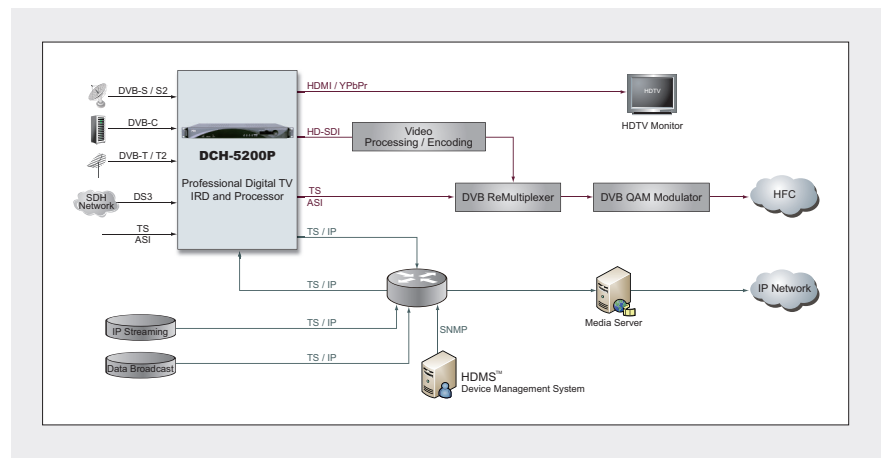 DVB-S / S2
DVB-C
DVB-T / T2
SDH
Network
DS3
TS
ASI
DCH-5200P
Professional Digital TV
IRD and Processor
HDMI / YPbPr
HDTV
HDTV Monitor
HD-SDI
Video
Processing / Encoding
TS
ASI
DVB ReMultiplexer
DVB QAM Modulator
HFC
TS / IP
TS / IP
Media Server
IP Network
IP Streaming
TS / IP
SNMP
Data Broadcast
TS / IP
HDMS™
Device Management System